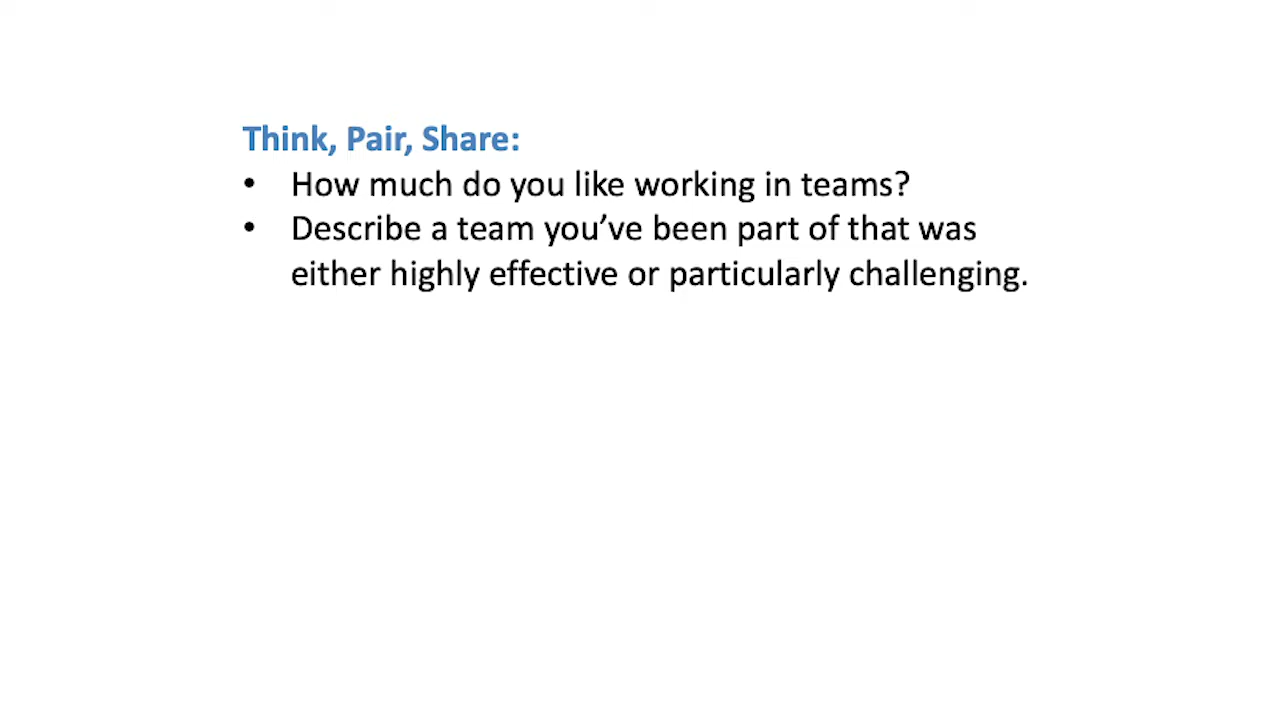 Think, Pair, Share:
• How much do you like working in teams?
• Describe a team you’ve been part of that was
either highly effective or particularly challenging.